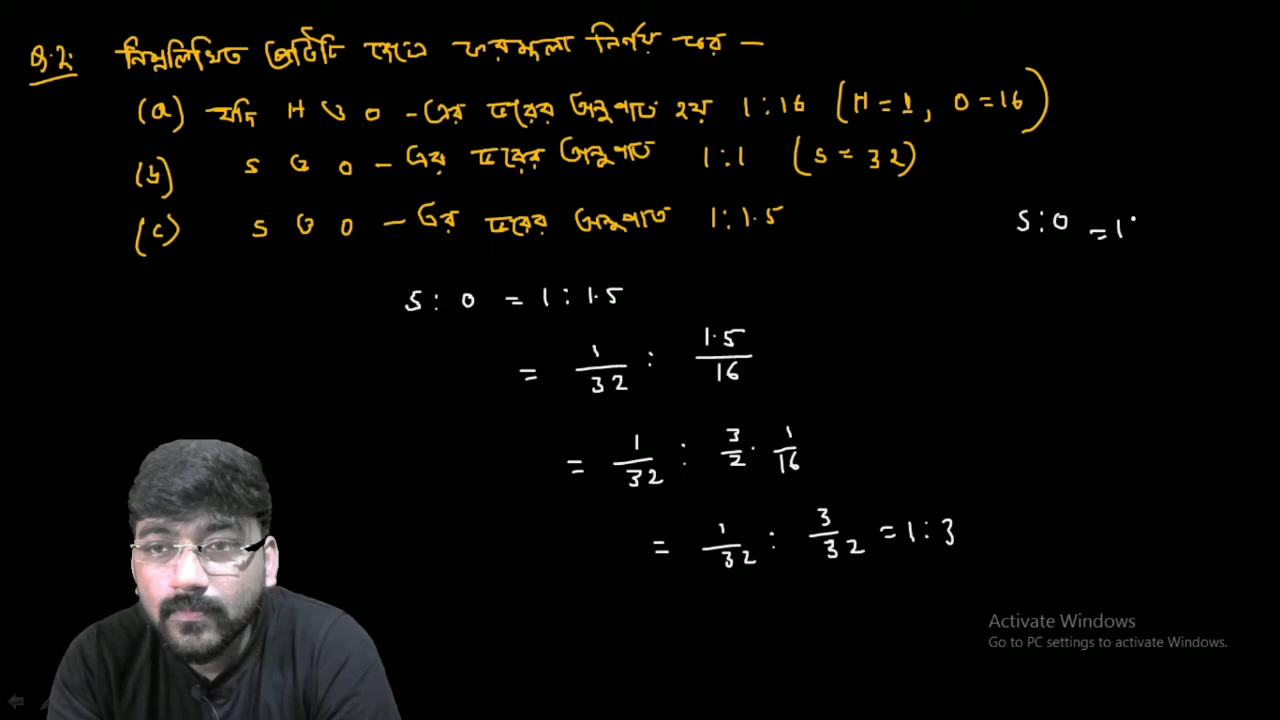 Q.2: নিম্নলিখিত প্রতিটি হতে ফরমুলা নির্ণয় কর —
(a) যদি H ও O - এর ভরের অনুপাত হয় 1 : 16 (H = 1, O = 16)
(b) S ও O - এর ভরের অনুপাত 1 : 1 (S = 32)
(c) S ও O - এর ভরের অনুপাত 1 : 1.5
S : O = 1
S : O = 1 : 1.5
= 1/32 : 1.5/16
= 1/32 : 3/2 · 1/16
= 1/32 : 3/32 = 1 : 3
Activate Windows
Go to PC settings to activate Windows.